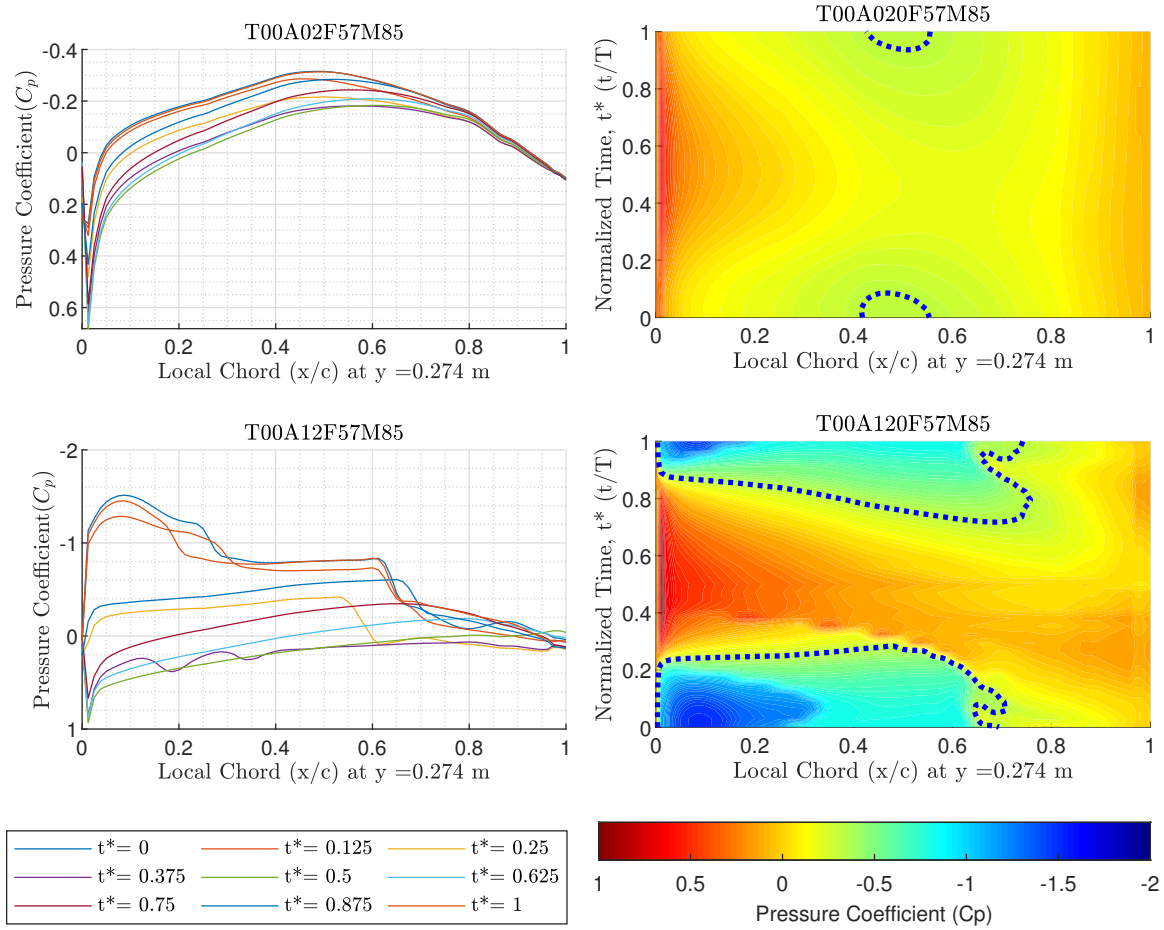 T00A02F57M85
-0.4
-0.2
0
0.2
0.4
0.6
Pressure Coefficient(Cp)
0 0.2 0.4 0.6 0.8 1
Local Chord (x/c) at y =0.274 m
T00A020F57M85
1
0.8
0.6
0.4
0.2
0
Normalized Time, t* (t/T)
0 0.2 0.4 0.6 0.8 1
Local Chord (x/c) at y =0.274 m
T00A12F57M85
-2
-1
0
1
Pressure Coefficient(Cp)
0 0.2 0.4 0.6 0.8 1
Local Chord (x/c) at y =0.274 m
T00A120F57M85
1
0.8
0.6
0.4
0.2
0
Normalized Time, t* (t/T)
0 0.2 0.4 0.6 0.8 1
Local Chord (x/c) at y =0.274 m
t*= 0 t*= 0.125 t*= 0.25
t*= 0.375 t*= 0.5 t*= 0.625
t*= 0.75 t*= 0.875 t*= 1
1 0.5 0 -0.5 -1 -1.5 -2
Pressure Coefficient (Cp)